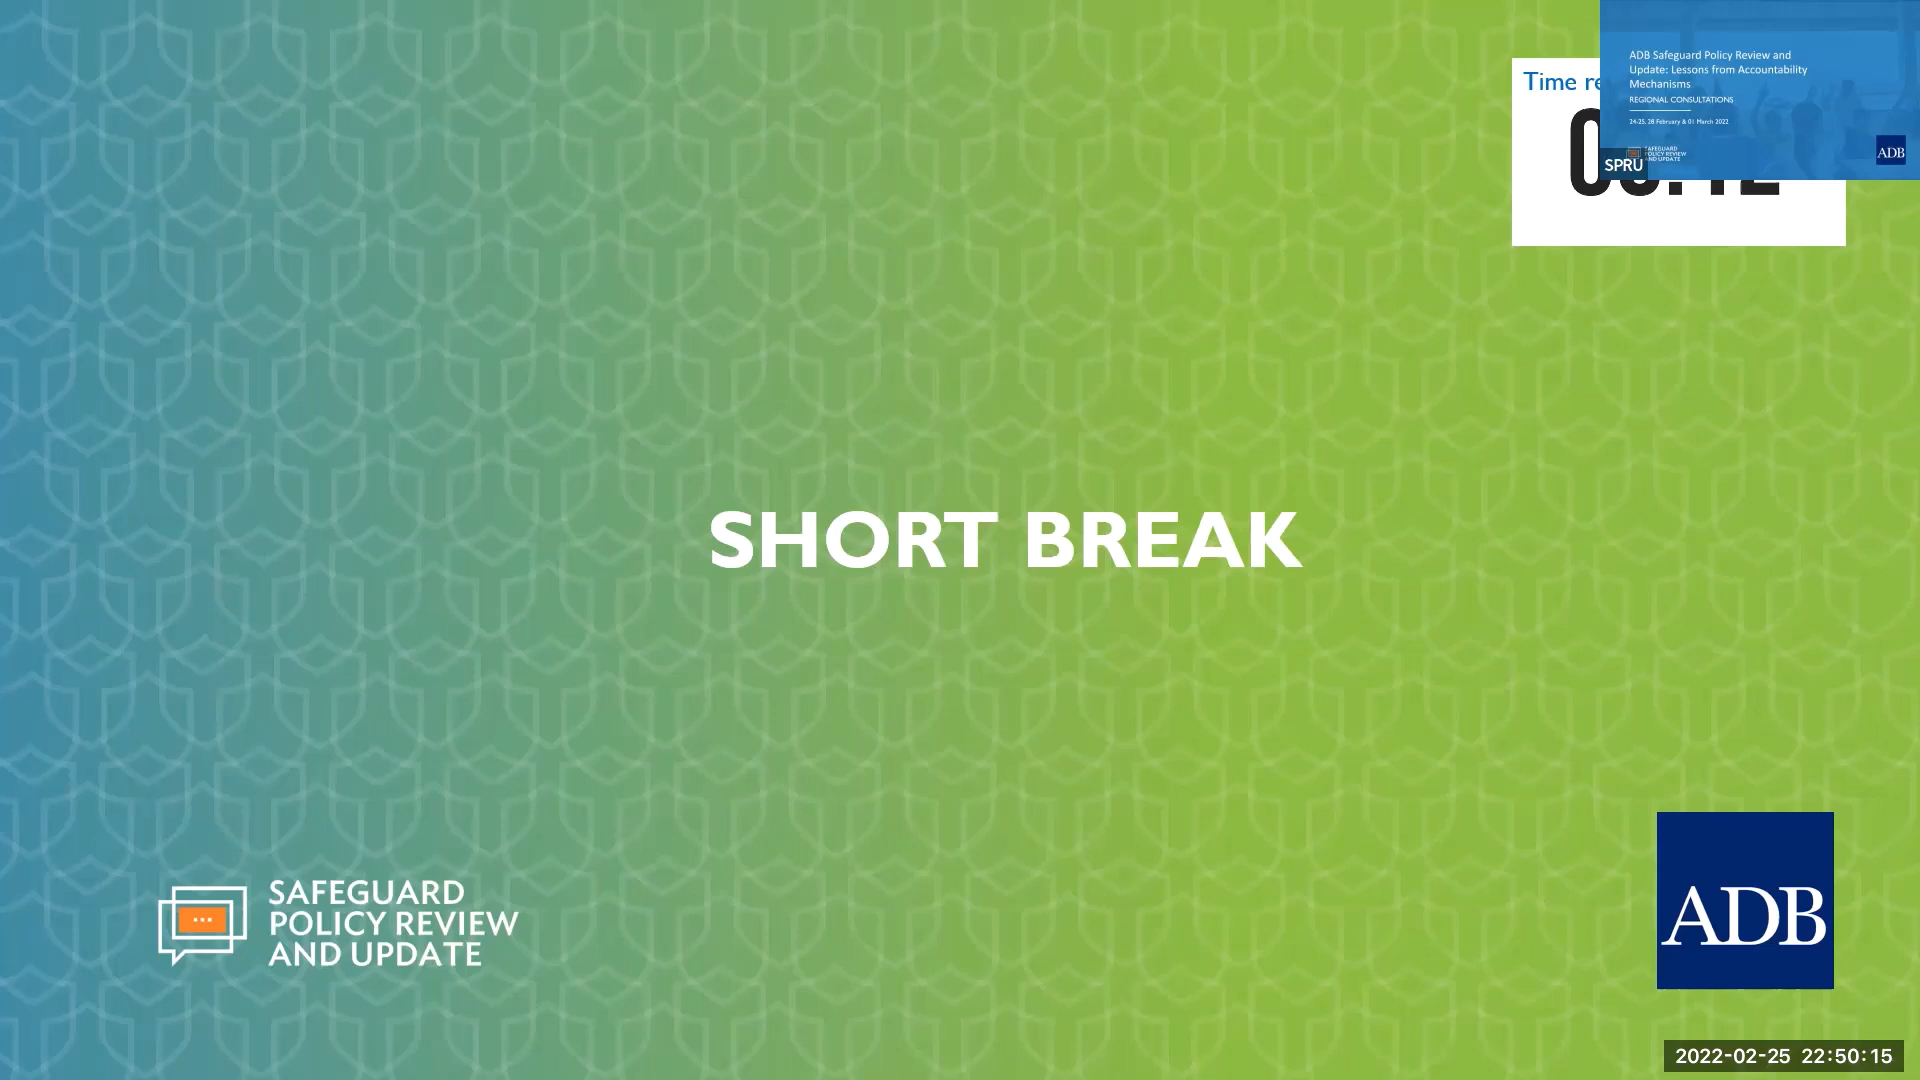 ADB Safeguard Policy Review and
Update: Lessons from Accountability
Mechanisms
REGIONAL CONSULTATIONS
24-25, 28 February & 01 March 2022
ADB
SPRU
Time
SHORT BREAK
SAFEGUARD
POLICY REVIEW
AND UPDATE
ADB
2022-02-25 22:50:15